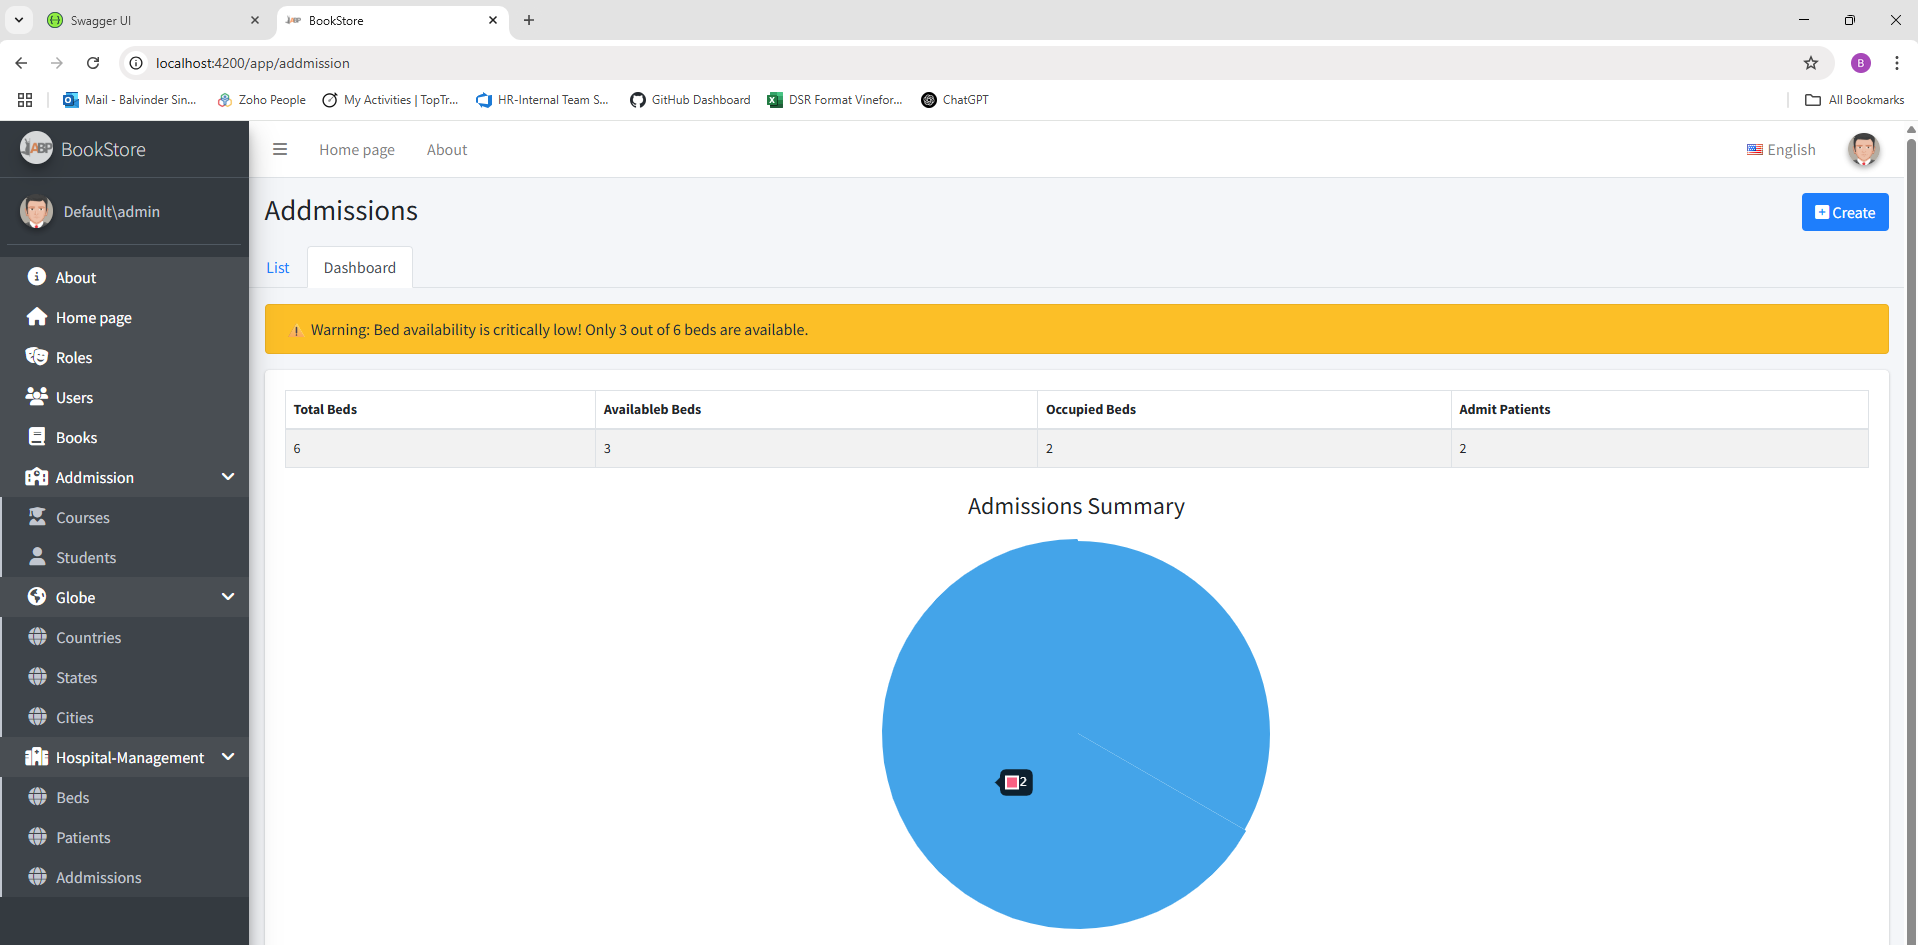 Swagger UI
BookStore
localhost:4200/app/addmission
B
Mail - Balvinder Sin...
Zoho People
My Activities | TopTr...
HR-Internal Team S...
GitHub Dashboard
DSR Format Vinefor...
ChatGPT
All Bookmarks
ABP
BookStore
Home page
About
English
Default\admin
Addmissions
Create
List
Dashboard
About
Home page
Roles
Users
Books
Addmission
Courses
Students
Globe
Countries
States
Cities
Hospital-Management
Beds
Patients
Addmissions
Warning: Bed availability is critically low! Only 3 out of 6 beds are available.
Total Beds Availableb Beds Occupied Beds Admit Patients
6 3 2 2
Admissions Summary
2